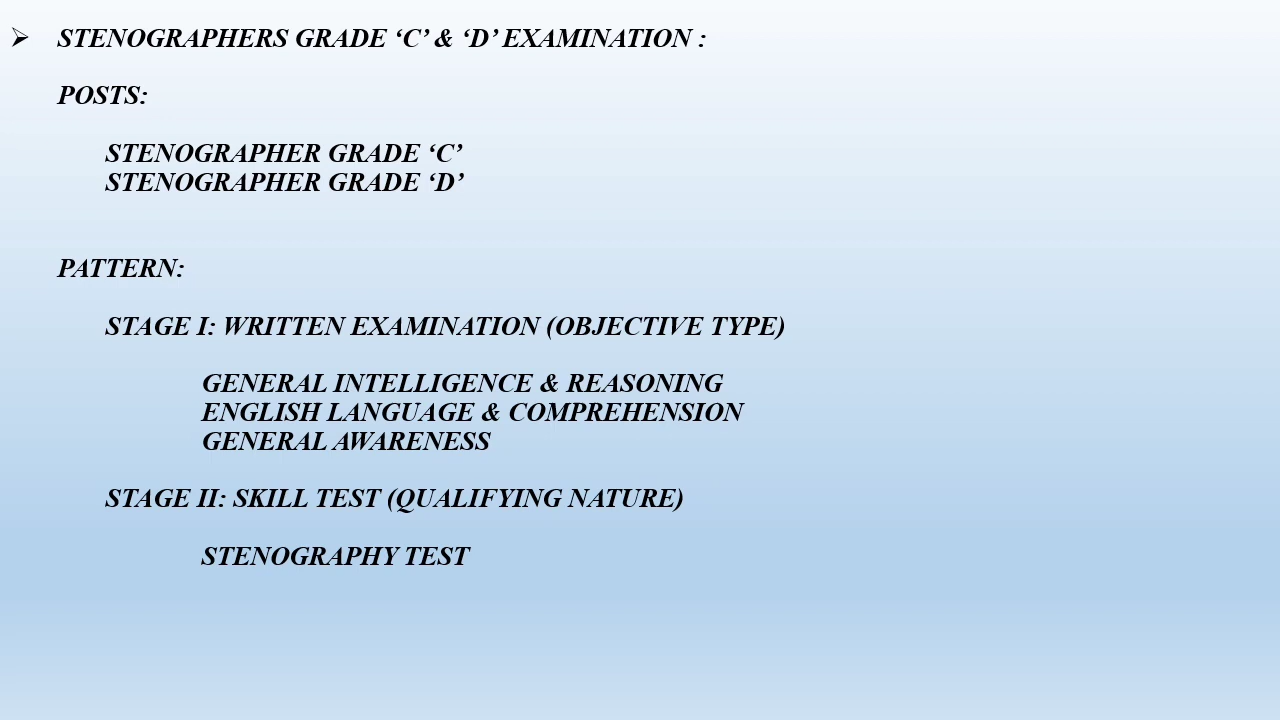 ➢ STENOGRAPHERS GRADE ‘C’ & ‘D’ EXAMINATION :
POSTS:
STENOGRAPHER GRADE ‘C’
STENOGRAPHER GRADE ‘D’
PATTERN:
STAGE I: WRITTEN EXAMINATION (OBJECTIVE TYPE)
GENERAL INTELLIGENCE & REASONING
ENGLISH LANGUAGE & COMPREHENSION
GENERAL AWARENESS
STAGE II: SKILL TEST (QUALIFYING NATURE)
STENOGRAPHY TEST